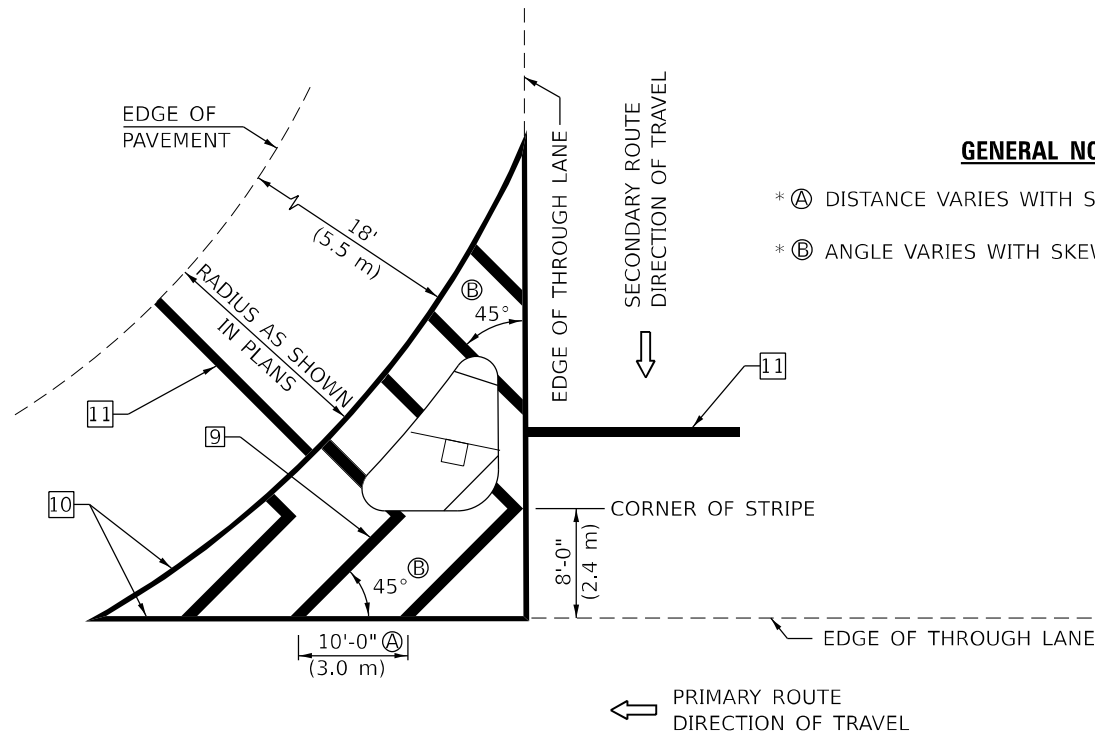 EDGE OF
PAVEMENT
18'
(5.5 m)
RADIUS AS SHOWN
IN PLANS
EDGE OF THROUGH LANE
SECONDARY ROUTE
DIRECTION OF TRAVEL
GENERAL NO
* Ⓐ DISTANCE VARIES WITH S
* Ⓑ ANGLE VARIES WITH SKEW
Ⓑ
45°
11
11
9
10
CORNER OF STRIPE
8'-0"
(2.4 m)
45° Ⓑ
10'-0" Ⓐ
(3.0 m)
EDGE OF THROUGH LANE
PRIMARY ROUTE
DIRECTION OF TRAVEL